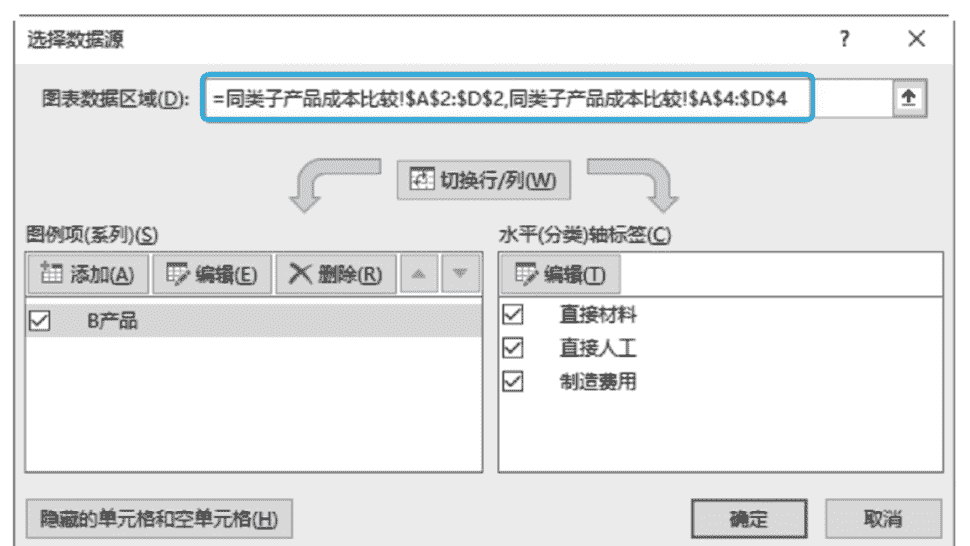 选择数据源 ?
图表数据区域(D): =同类子产品成本比较!$A$2:$D$2,同类子产品成本比较!$A$4:$D$4
切换行/列(W)
图例项(系列)(S)
添加(A) 编辑(E) 删除(R)
B产品
水平(分类)轴标签(C)
编辑(T)
直接材料
直接人工
制造费用
隐藏的单元格和空单元格(H)
确定 取消